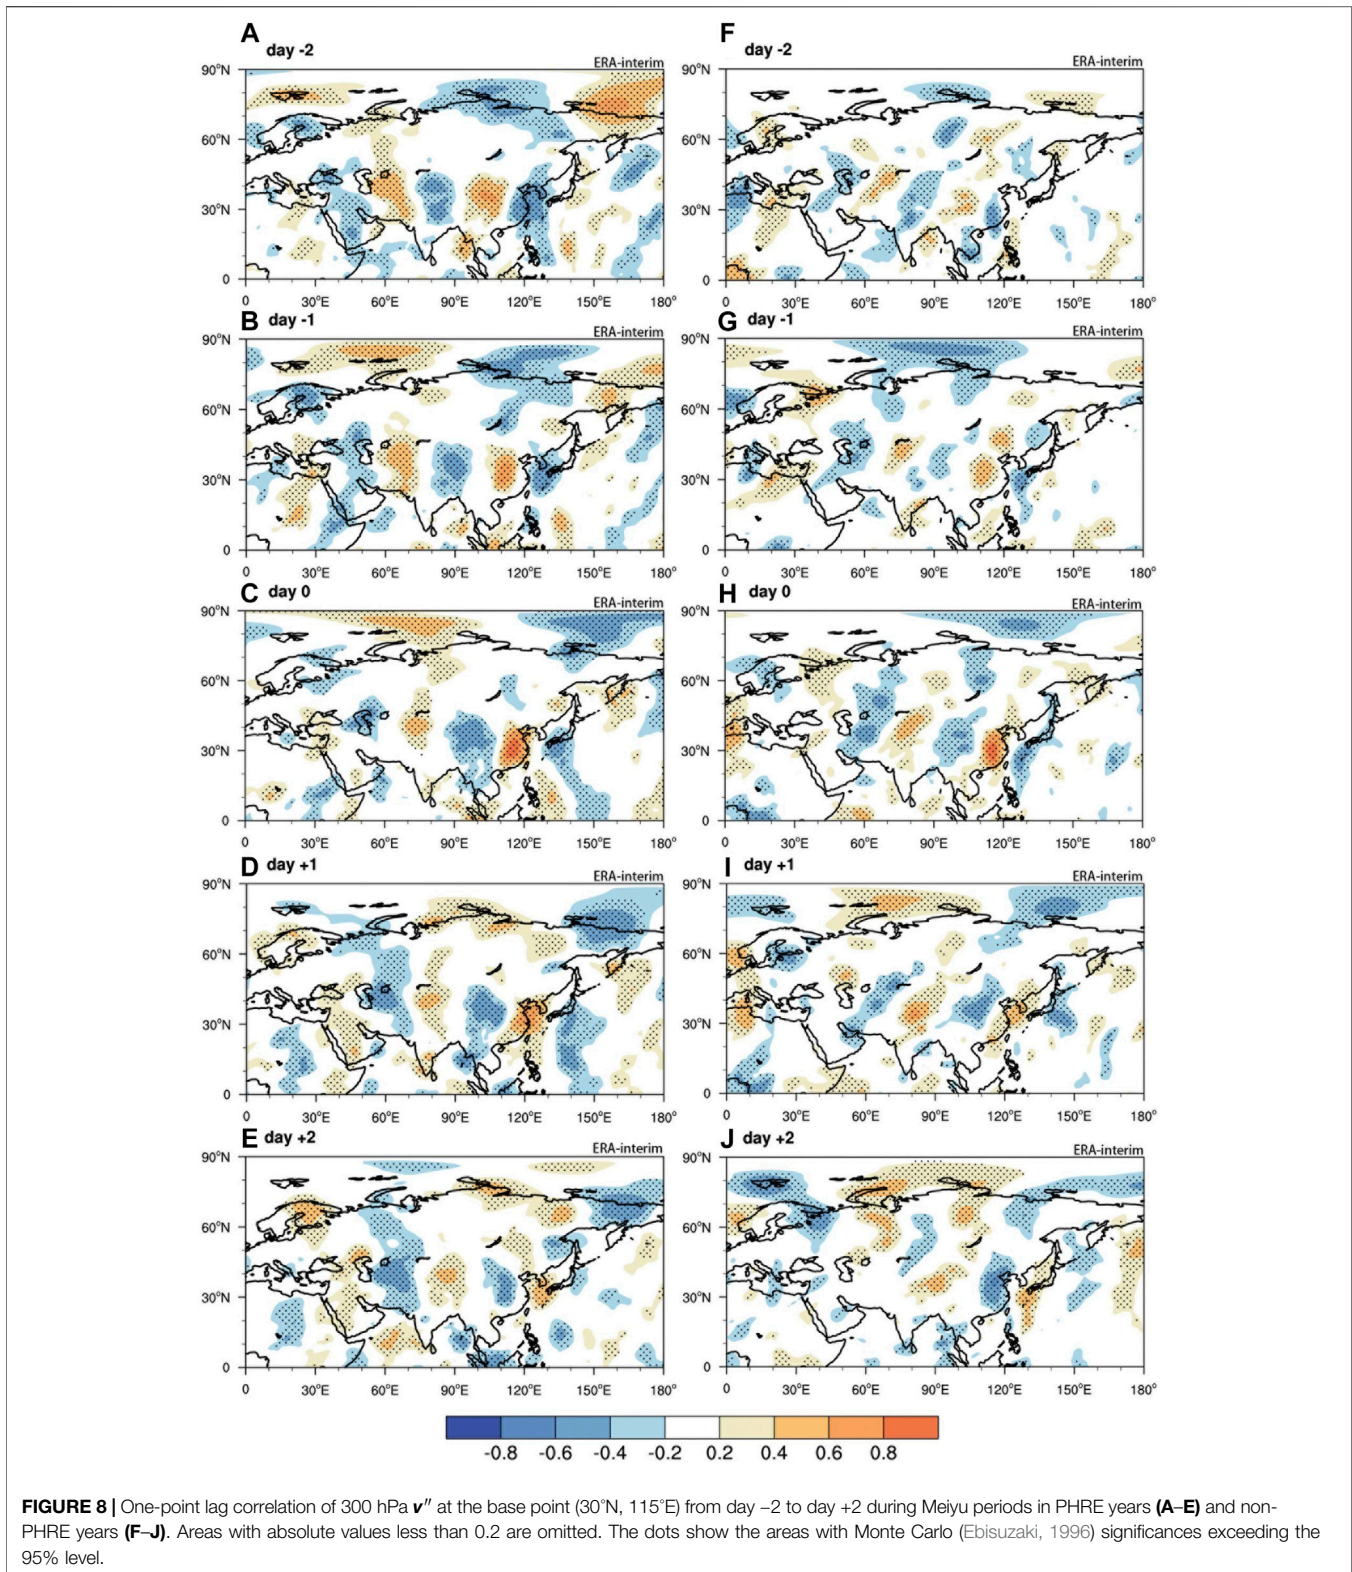 A day -2
ERA-interim
90°N
60°N
30°N
0
0 30°E 60°E 90°E 120°E 150°E 180°
F day -2
ERA-interim
90°N
60°N
30°N
0
0 30°E 60°E 90°E 120°E 150°E 180°
B day -1
ERA-interim
90°N
60°N
30°N
0
0 30°E 60°E 90°E 120°E 150°E 180°
G day -1
ERA-interim
90°N
60°N
30°N
0
0 30°E 60°E 90°E 120°E 150°E 180°
C day 0
ERA-interim
90°N
60°N
30°N
0
0 30°E 60°E 90°E 120°E 150°E 180°
H day 0
ERA-interim
90°N
60°N
30°N
0
0 30°E 60°E 90°E 120°E 150°E 180°
D day +1
ERA-interim
90°N
60°N
30°N
0
0 30°E 60°E 90°E 120°E 150°E 180°
I day +1
ERA-interim
90°N
60°N
30°N
0
0 30°E 60°E 90°E 120°E 150°E 180°
E day +2
ERA-interim
90°N
60°N
30°N
0
0 30°E 60°E 90°E 120°E 150°E 180°
J day +2
ERA-interim
90°N
60°N
30°N
0
0 30°E 60°E 90°E 120°E 150°E 180°
-0.8 -0.6 -0.4 -0.2 0.2 0.4 0.6 0.8
FIGURE 8 | One-point lag correlation of 300 hPa v″ at the base point (30°N, 115°E) from day −2 to day +2 during Meiyu periods in PHRE years (A–E) and non-
PHRE years (F–J). Areas with absolute values less than 0.2 are omitted. The dots show the areas with Monte Carlo (Ebisuzaki, 1996) significances exceeding the
95% level.